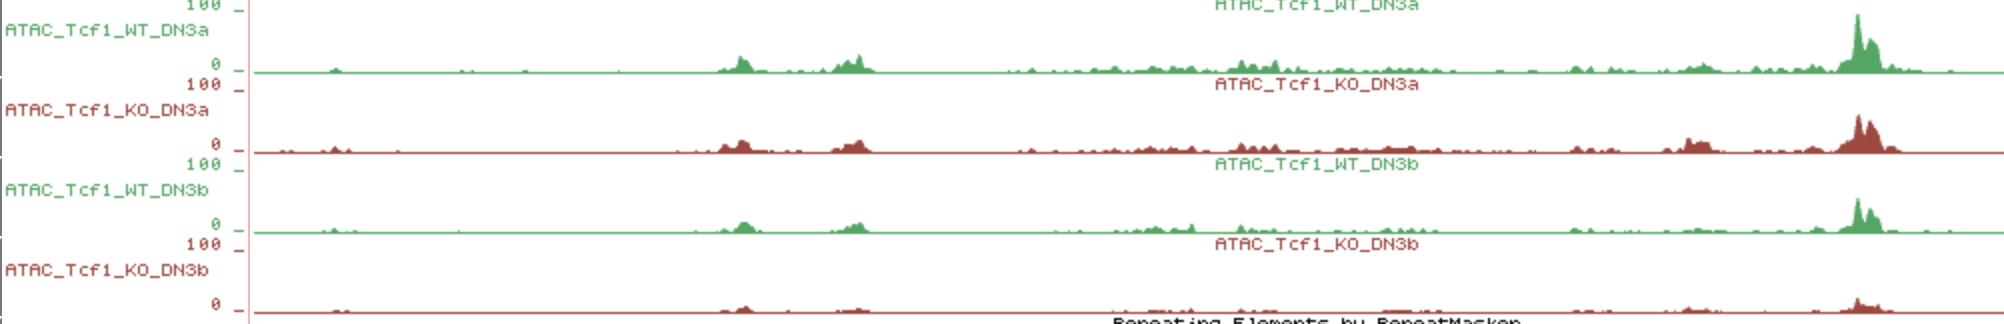 100
ATAC_Tcf1_WT_DN3a
ATAC_Tcf1_WT_DN3a
0
100
ATAC_Tcf1_KO_DN3a
ATAC_Tcf1_KO_DN3a
0
100
ATAC_Tcf1_WT_DN3b
ATAC_Tcf1_WT_DN3b
0
100
ATAC_Tcf1_KO_DN3b
ATAC_Tcf1_KO_DN3b
0
Repeating Elements by RepeatMasker